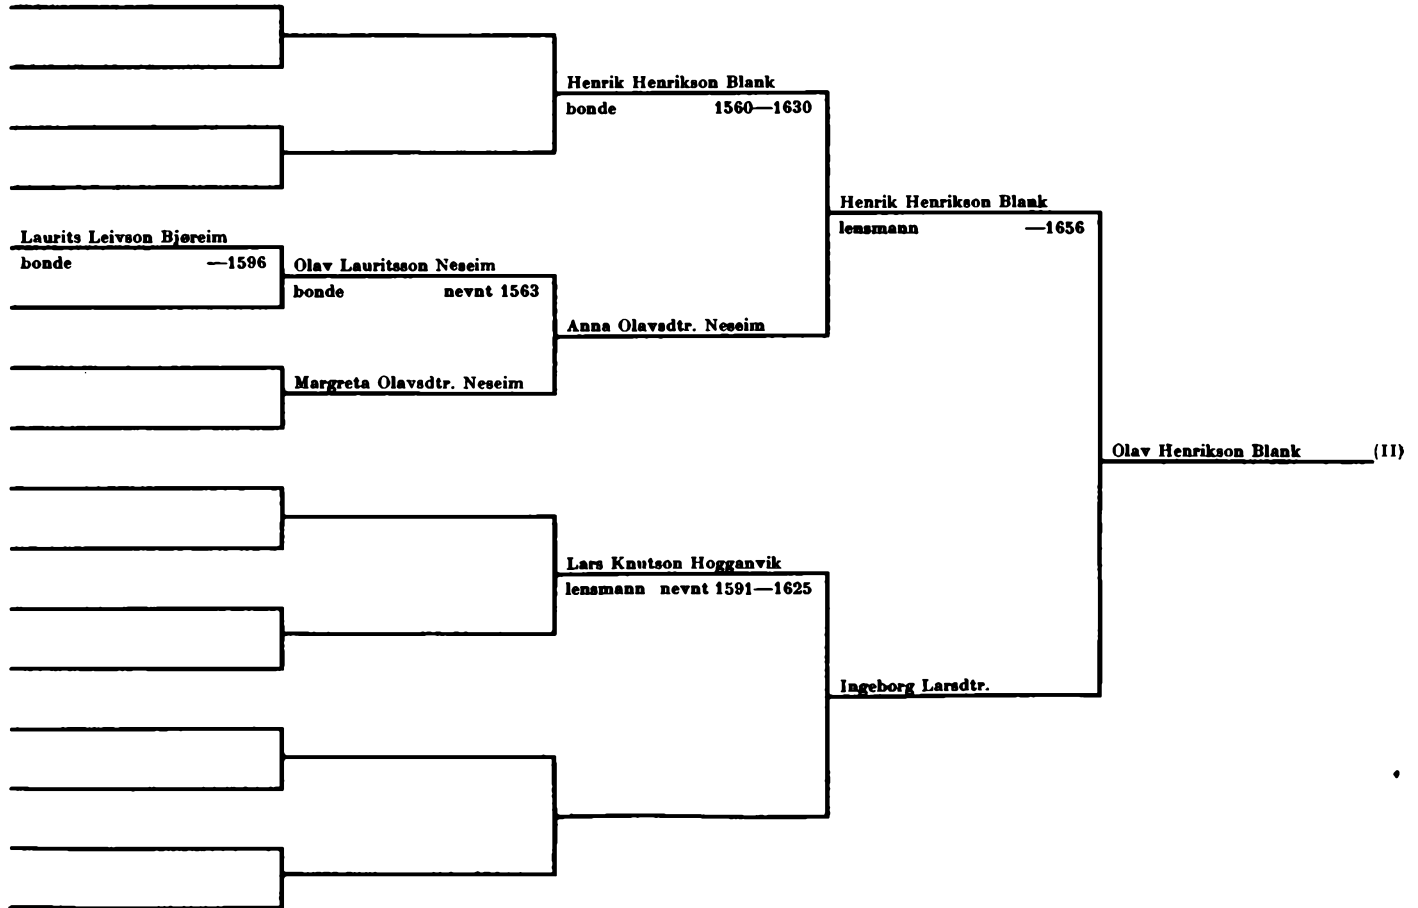 Henrik Henrikson Blank
bonde 1560—1630
Henrik Henrikson Blank
lensmann —1656
Laurits Leivson Bjøreim
bonde —1596
Olav Lauritsson Neseim
bonde nevnt 1563
Anna Olavsdtr. Neseim
Margreta Olavsdtr. Neseim
Olav Henrikson Blank (II)
Lars Knutson Hogganvik
lensmann nevnt 1591—1625
Ingeborg Larsdtr.